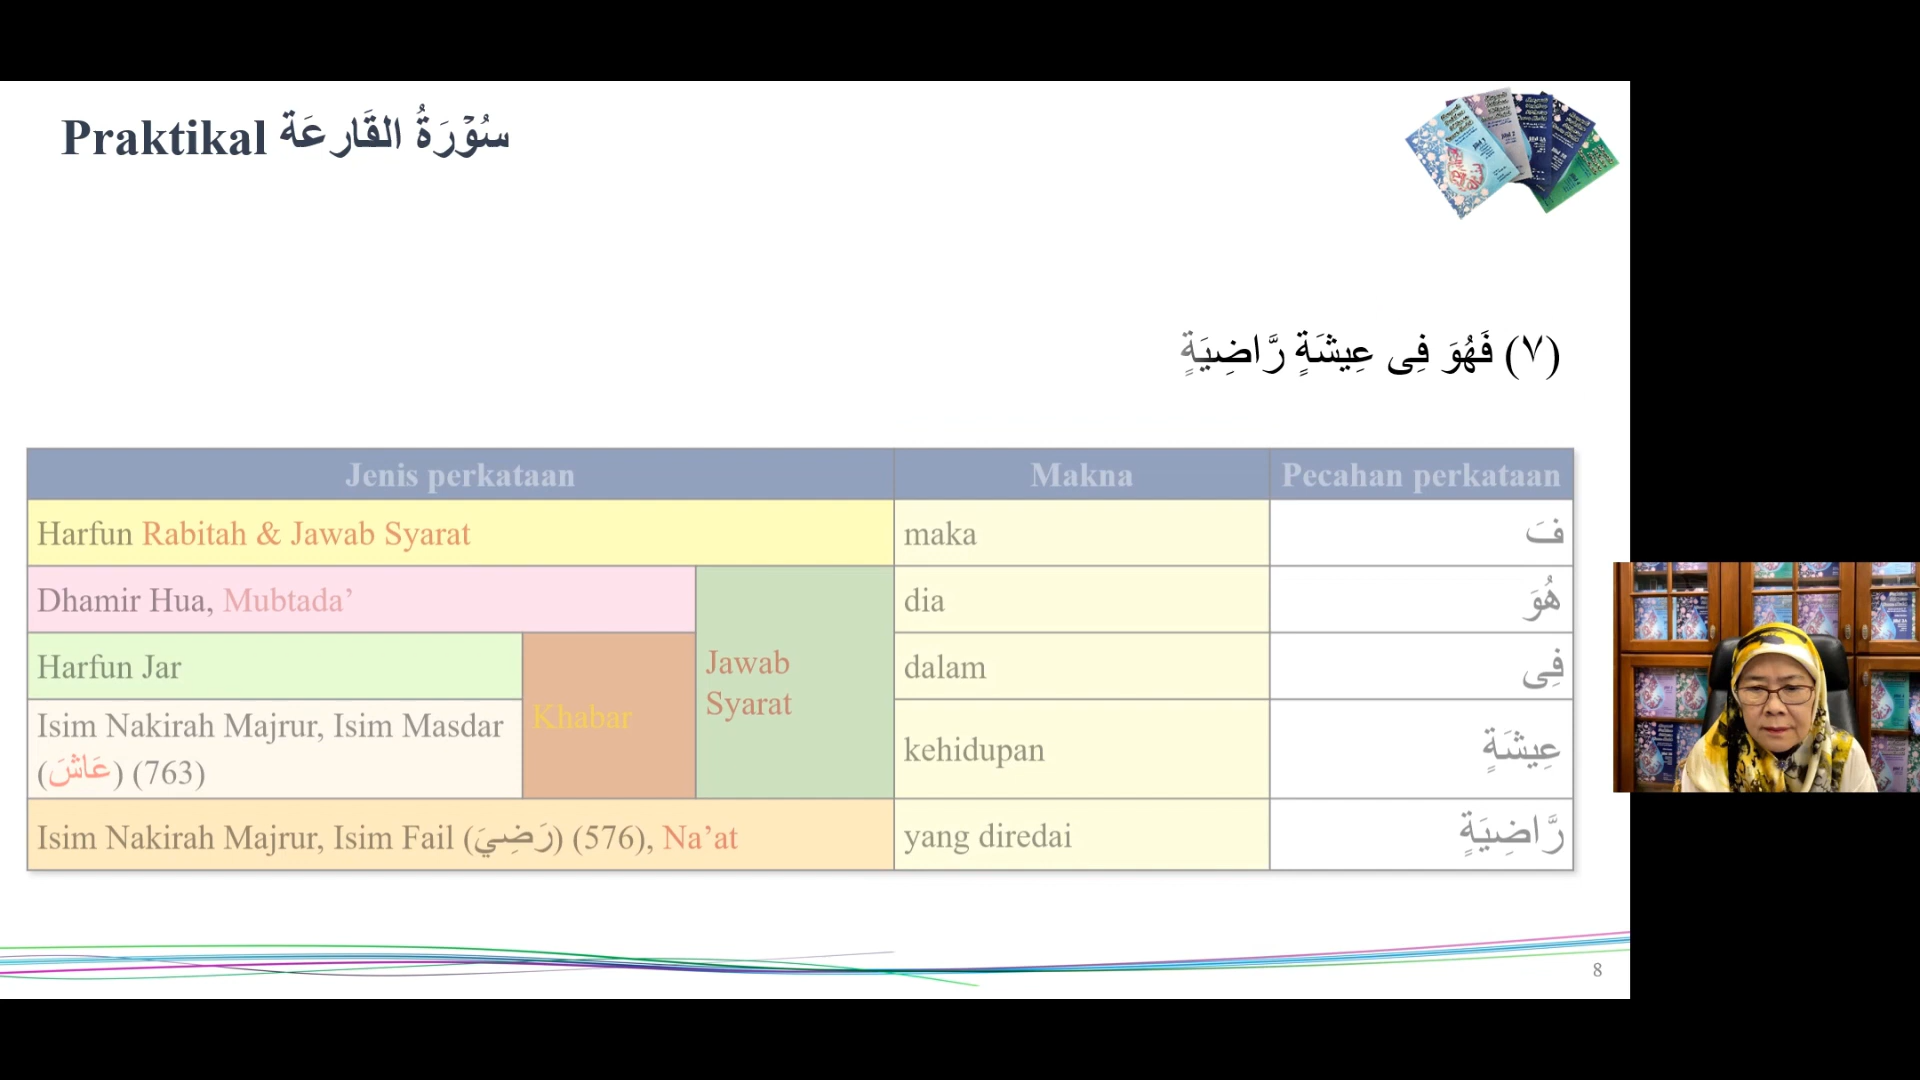 Praktikal سُوْرَةُ القَارعَة
(٧) فَهُوَ فِى عِيشَةٍ رَّاضِيَةٍ
Jenis perkataan Makna Pecahan perkataan
Harfun Rabitah & Jawab Syarat maka فَ
Dhamir Hua, Mubtada’ dia هُوَ
Harfun Jar dalam فِى
Khabar
Jawab
Syarat
Isim Nakirah Majrur, Isim Masdar
(عَاشَ) (763) kehidupan عِيشَةٍ
Isim Nakirah Majrur, Isim Fail (رَضِيَ) (576), Na’at yang diredai رَّاضِيَةٍ
8